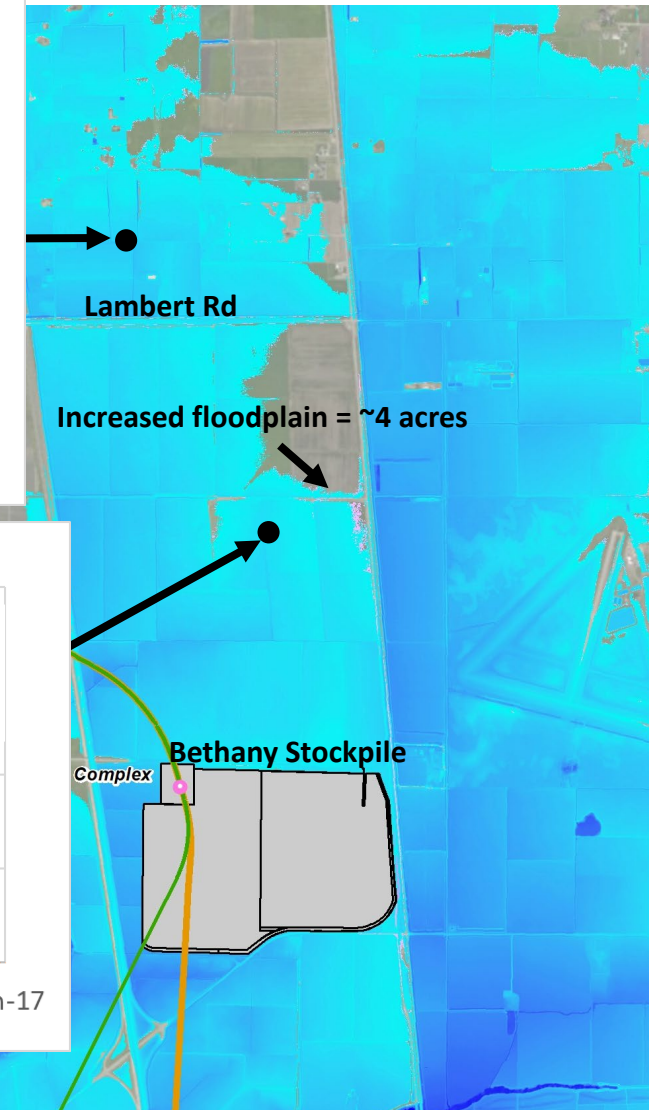 Lambert Rd
Increased floodplain = ~4 acres
Bethany Stockpile
Complex
n-17